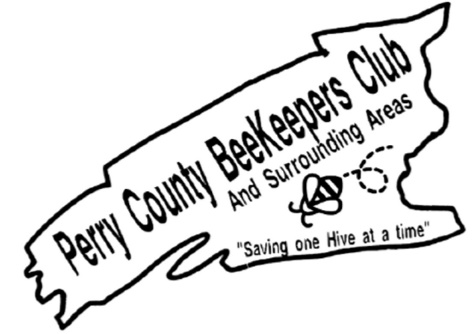 Perry County BeeKeepers Club
And Surrounding Areas
"Saving one Hive at a time"